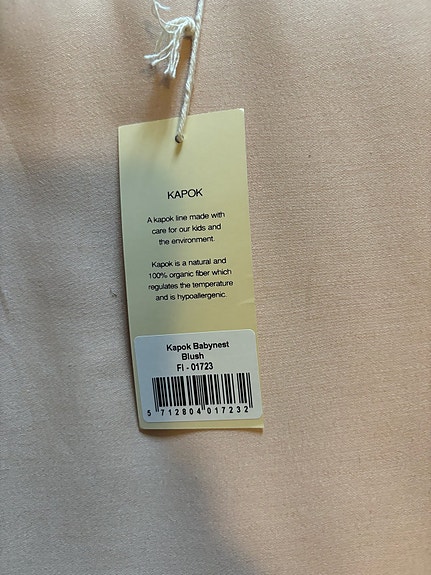 KAPOK
A kapok line made with
care for our kids and
the environment.
Kapok is a natural and
100% organic fiber which
regulates the temperature
and is hypoallergenic.
Kapok Babynest
Blush
FI - 01723
5 712804 017232